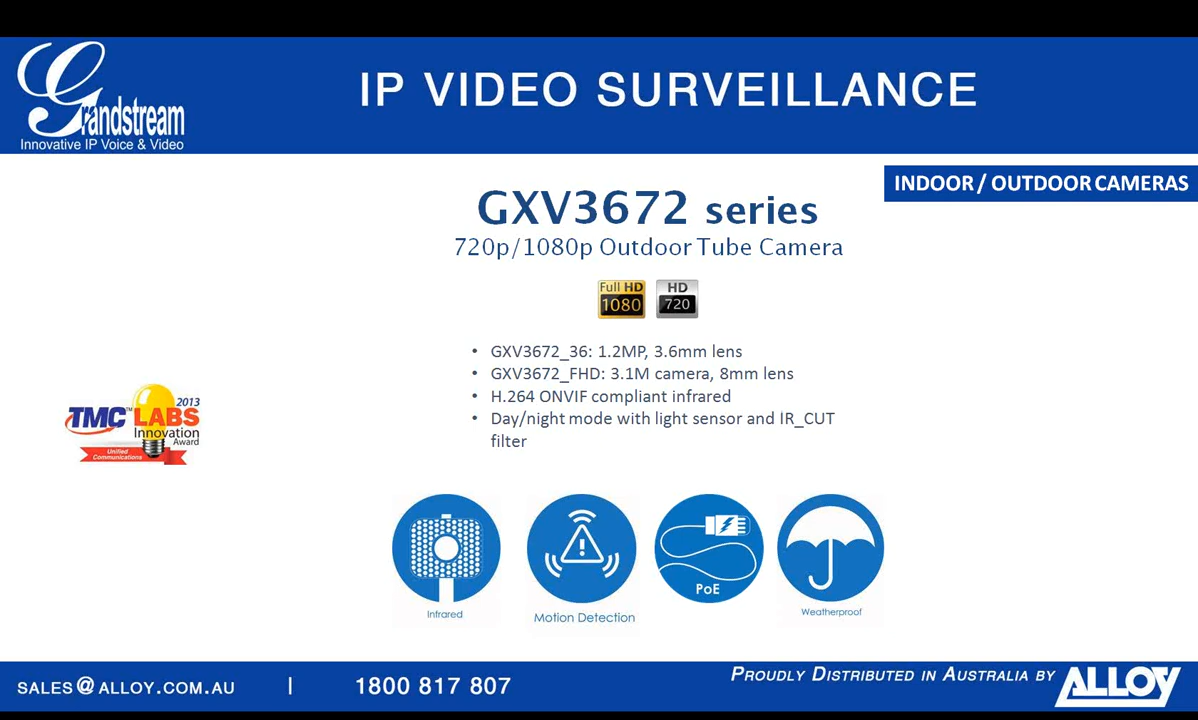 Grandstream
Innovative IP Voice & Video
IP VIDEO SURVEILLANCE
INDOOR / OUTDOOR CAMERAS
GXV3672 series
720p/1080p Outdoor Tube Camera
Full HD
1080
HD
720
• GXV3672_36: 1.2MP, 3.6mm lens
• GXV3672_FHD: 3.1M camera, 8mm lens
• H.264 ONVIF compliant infrared
• Day/night mode with light sensor and IR_CUT
filter
2013
TMC™ LABS
Innovation
Award
Unified
Communications
PoE
Infrared
Motion Detection
Weatherproof
SALES@ALLOY.COM.AU | 1800 817 807
PROUDLY DISTRIBUTED IN AUSTRALIA BY ALLOY